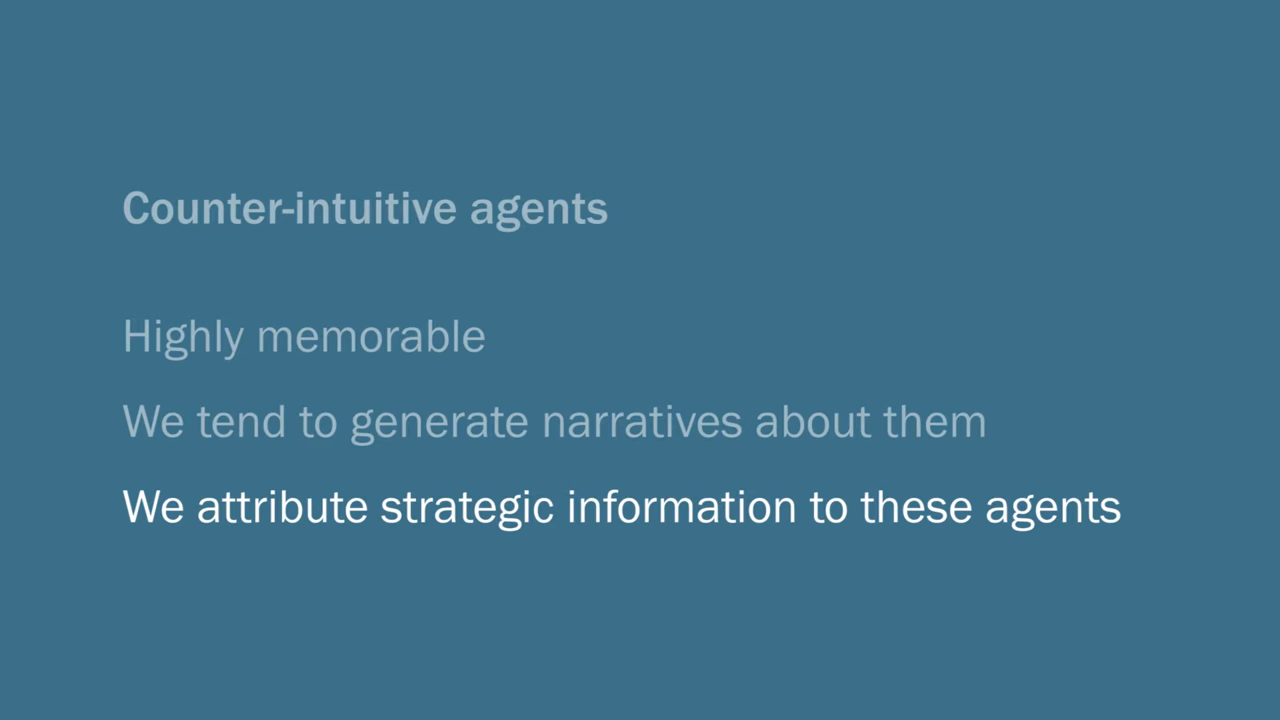 Counter-intuitive agents
Highly memorable
We tend to generate narratives about them
We attribute strategic information to these agents